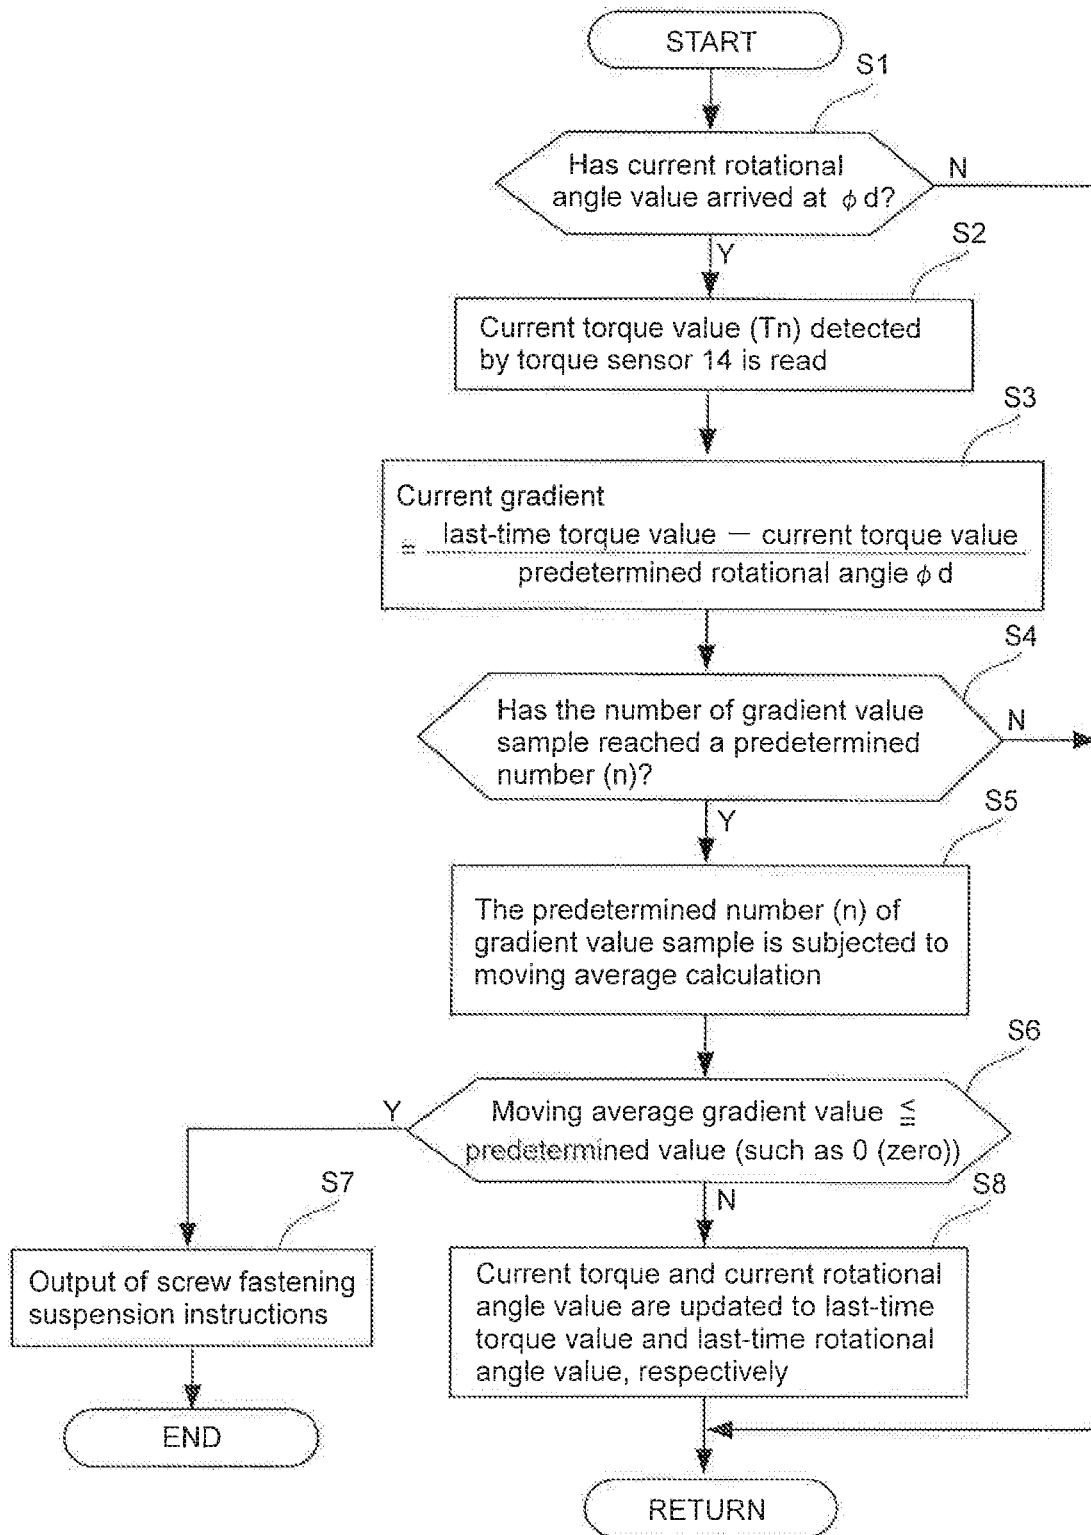 START
S1
Has current rotational
angle value arrived at ϕ d?
N
Y
S2
Current torque value (Tn) detected
by torque sensor 14 is read
S3
Current gradient
= last-time torque value — current torque value
predetermined rotational angle ϕ d
S4
Has the number of gradient value
sample reached a predetermined
number (n)?
N
Y
S5
The predetermined number (n) of
gradient value sample is subjected to
moving average calculation
S6
Moving average gradient value ≦
predetermined value (such as 0 (zero))
Y
N
S7
Output of screw fastening
suspension instructions
END
S8
Current torque and current rotational
angle value are updated to last-time
torque value and last-time rotational
angle value, respectively
RETURN